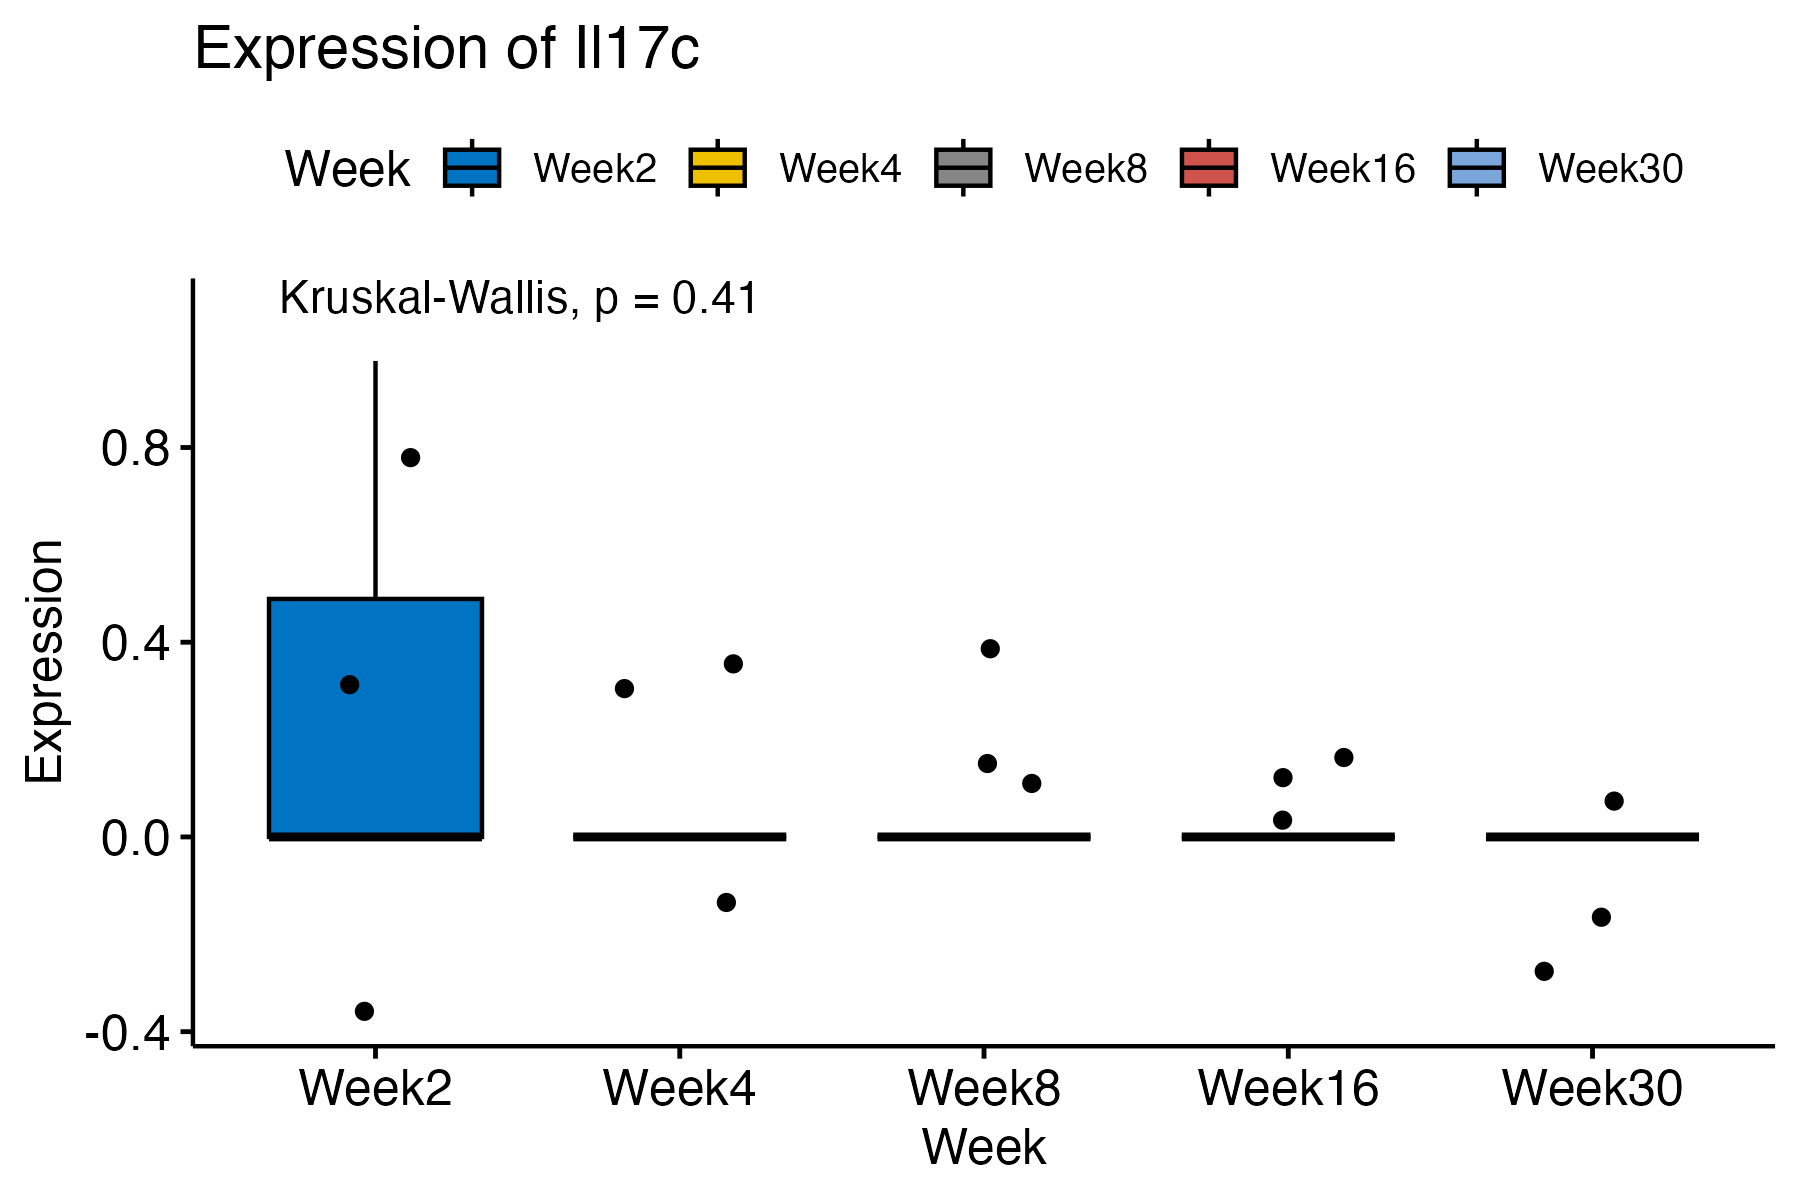 Expression of Il17c
Week Week2 Week4 Week8 Week16 Week30
Kruskal-Wallis, p = 0.41
Expression
0.8
0.4
0.0
-0.4
Week2 Week4 Week8 Week16 Week30
Week